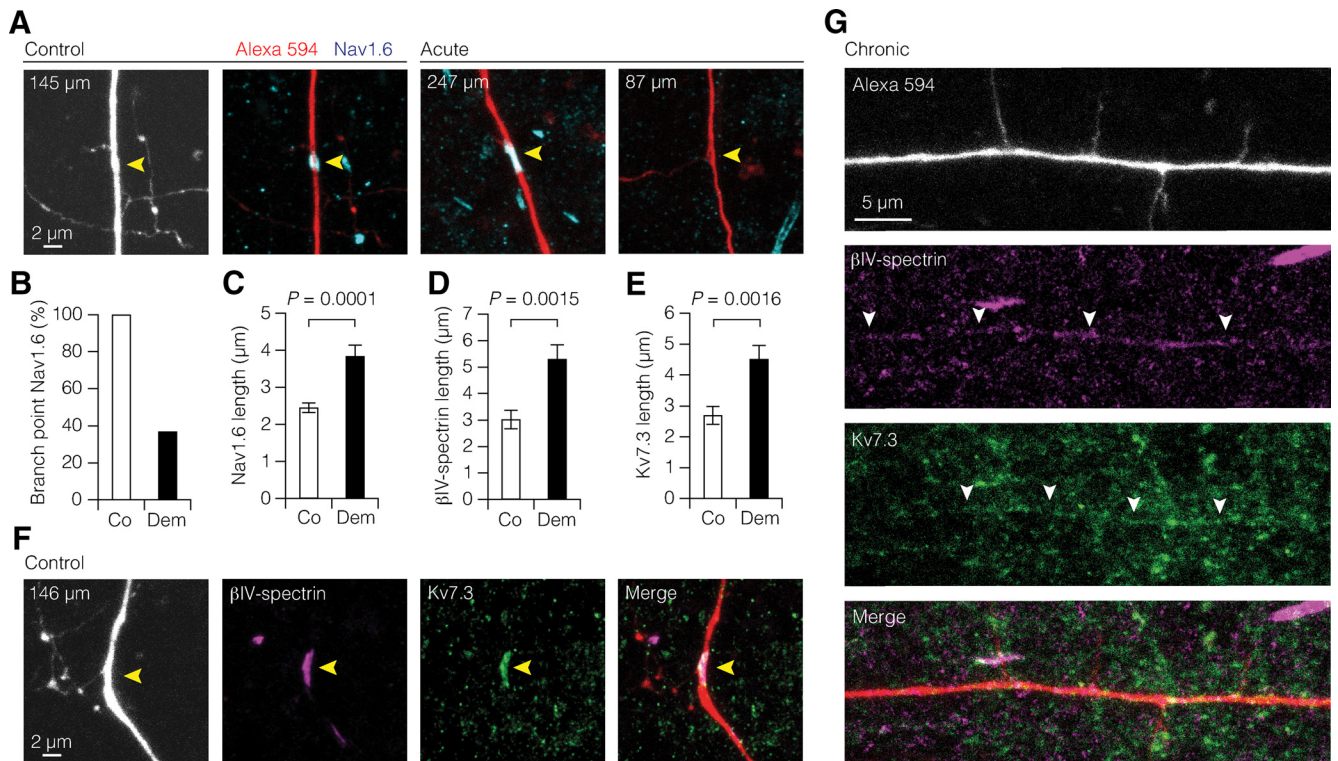 A
Control
Alexa 594 Nav1.6
Acute
145 µm
247 µm
87 µm
2 µm
B
Branch point Nav1.6 (%)
100
80
60
40
20
0
Co Dem
C
P = 0.0001
Nav1.6 length (µm)
5
4
3
2
1
0
Co Dem
D
P = 0.0015
βIV-spectrin length (µm)
7
6
5
4
3
2
1
0
Co Dem
E
P = 0.0016
Kv7.3 length (µm)
6
5
4
3
2
1
0
Co Dem
F
Control
146 µm
βIV-spectrin
Kv7.3
Merge
2 µm
G
Chronic
Alexa 594
5 µm
βIV-spectrin
Kv7.3
Merge